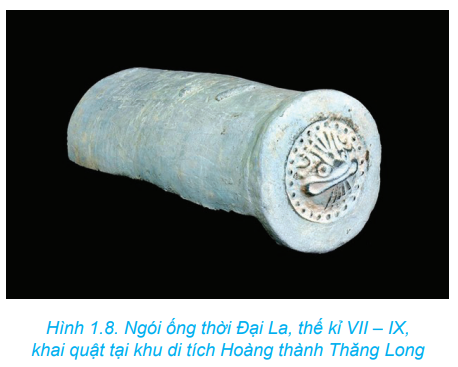 Hình 1.8. Ngói ống thời Đại La, thế kỉ VII – IX,
khai quật tại khu di tích Hoàng thành Thăng Long